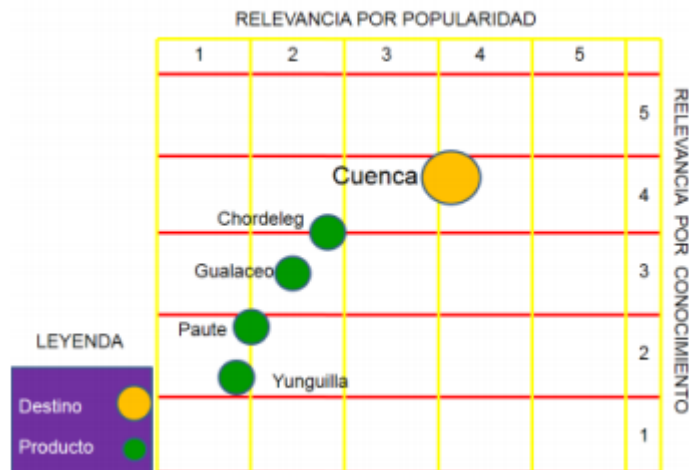 RELEVANCIA POR POPULARIDAD
1 2 3 4 5
5
Cuenca
4
Chordeleg
Gualaceo
3
Paute
2
Yunguilla
1
RELEVANCIA POR CONOCIMIENTO
LEYENDA
Destino
Producto